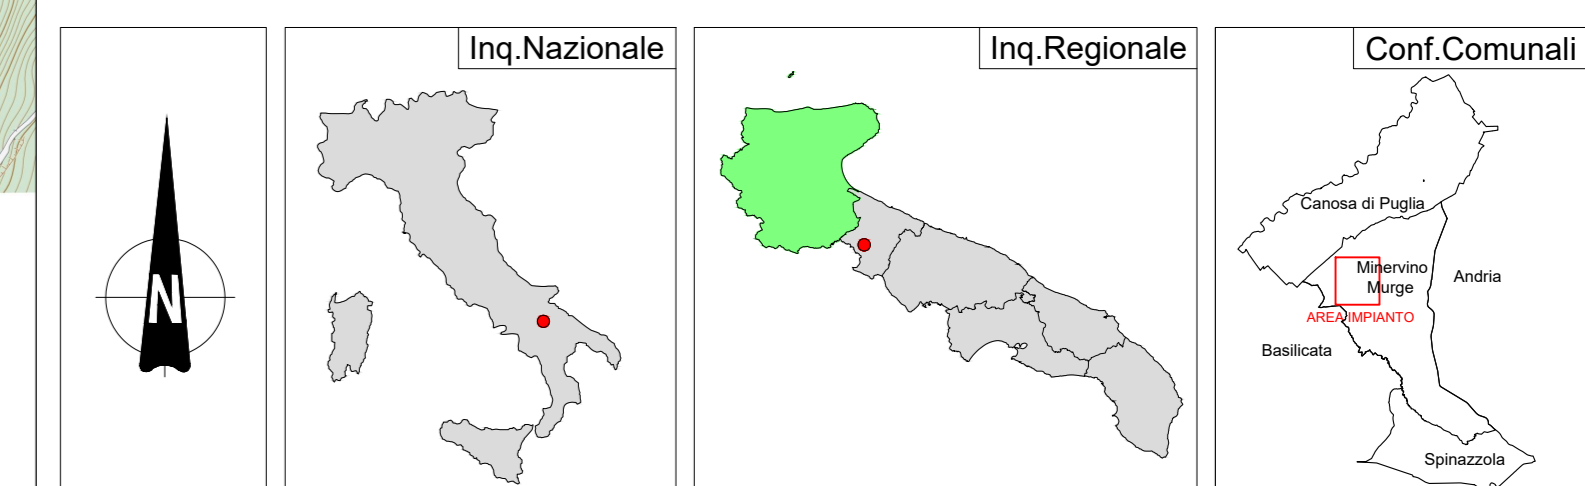 Inq.Nazionale
Inq.Regionale
Conf.Comunali
N
Canosa di Puglia
Minervino
Murge
Andria
AREA IMPIANTO
Basilicata
Spinazzola